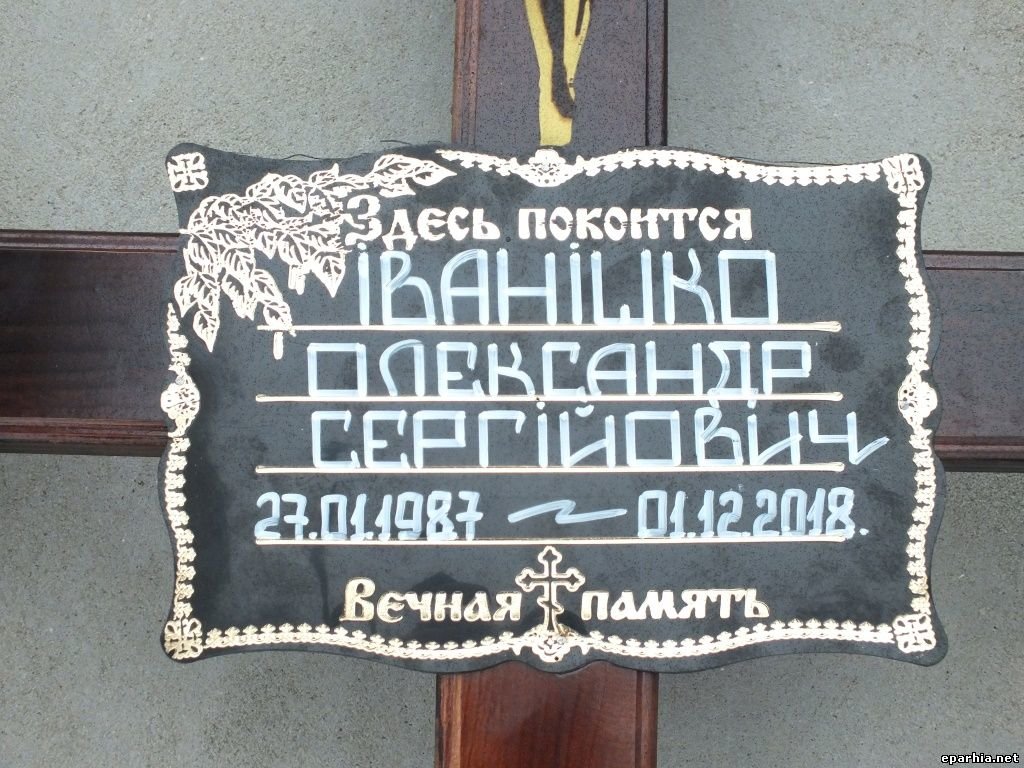 Здесь покоится
ІВАНІШКО
ОЛЕКСАНДР
СЕРГІЙОВИЧ
27.01.1987 ~ 01.12.2018.
Вечная память
eparhia.net